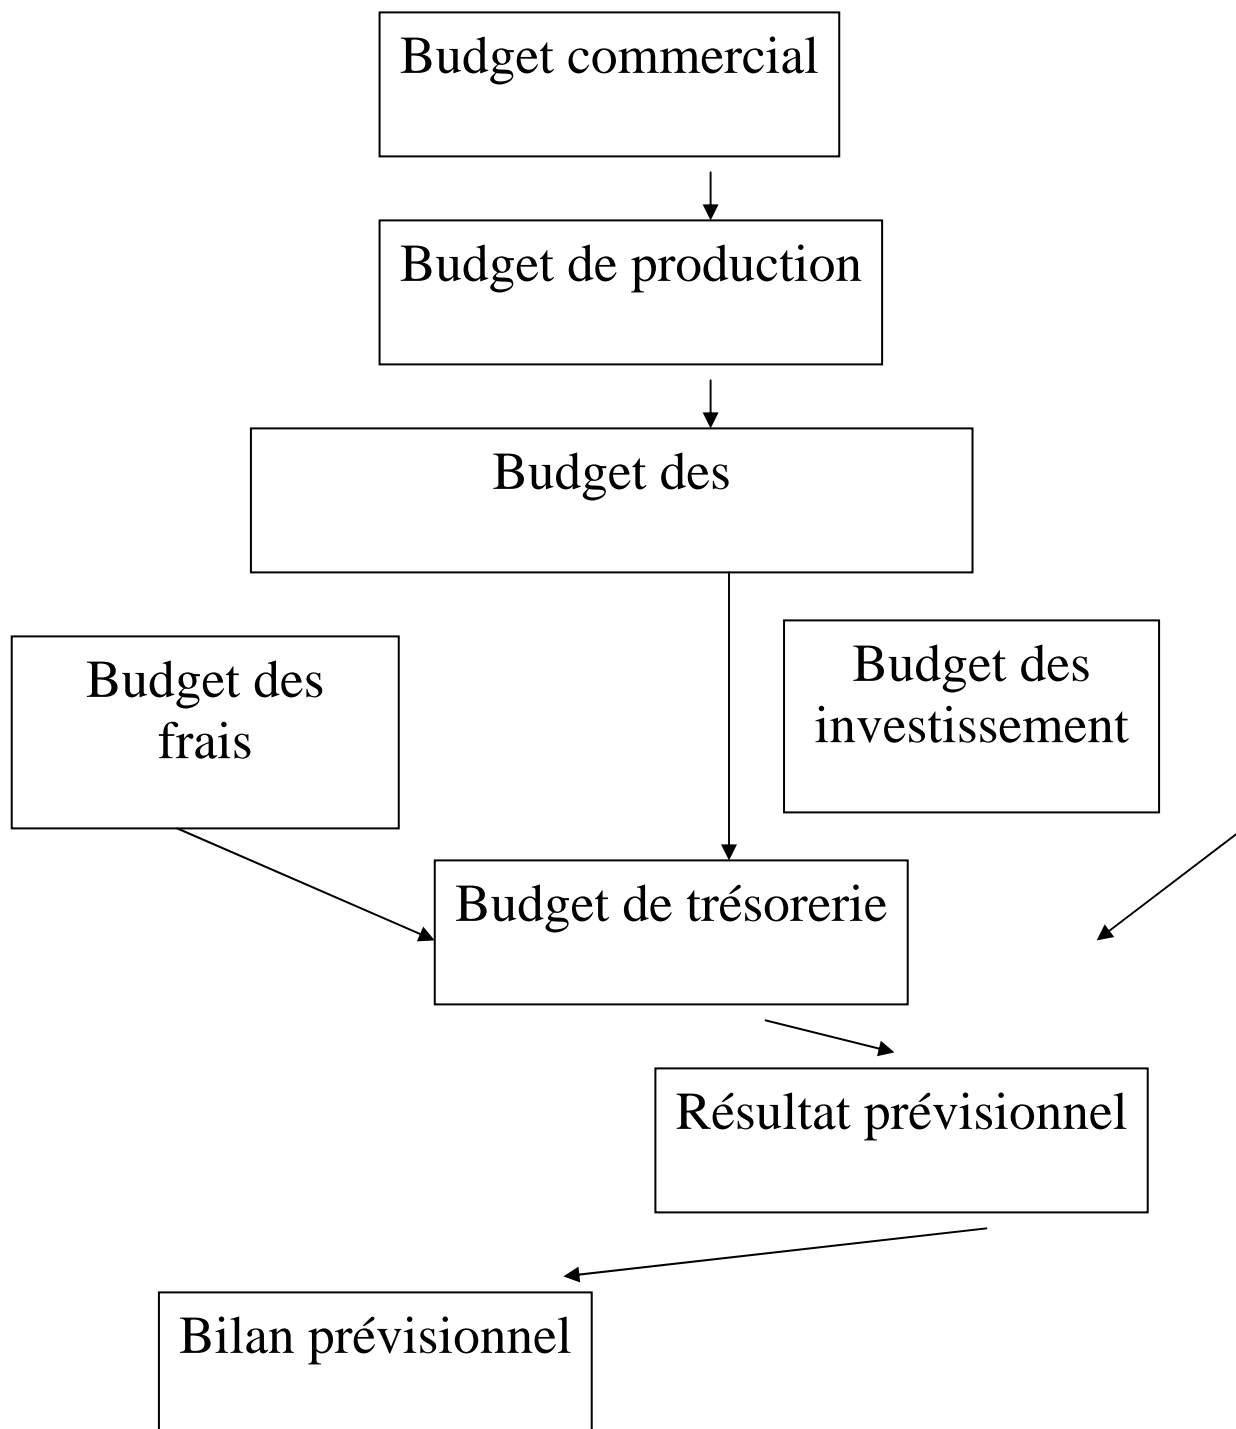 Budget commercial
Budget de production
Budget des
Budget des
frais
Budget des
investissement
Budget de trésorerie
Résultat prévisionnel
Bilan prévisionnel